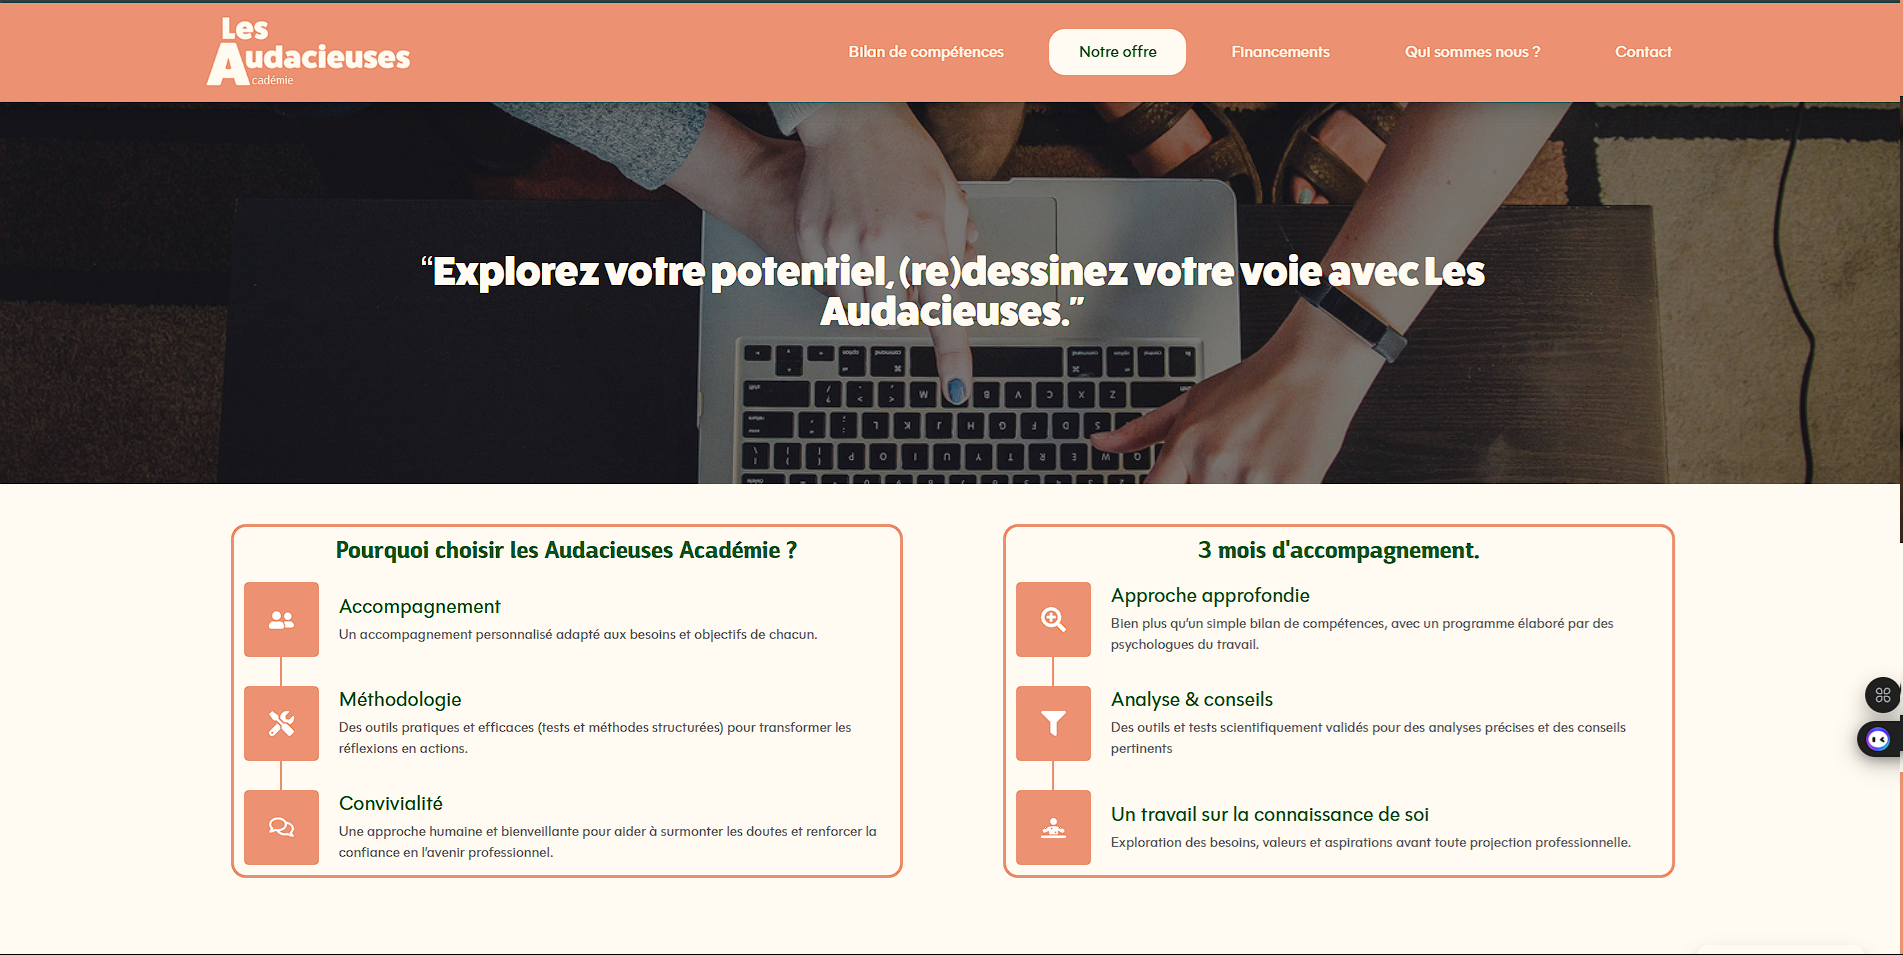 Les
Audacieuses
cadémie
Bilan de compétences
Notre offre
Financements
Qui sommes nous ?
Contact
“Explorez votre potentiel, (re)dessinez votre voie avec Les
Audacieuses.”
Pourquoi choisir les Audacieuses Académie ?
Accompagnement
Un accompagnement personnalisé adapté aux besoins et objectifs de chacun.
Méthodologie
Des outils pratiques et efficaces (tests et méthodes structurées) pour transformer les
réflexions en actions.
Convivialité
Une approche humaine et bienveillante pour aider à surmonter les doutes et renforcer la
confiance en l'avenir professionnel.
3 mois d'accompagnement.
Approche approfondie
Bien plus qu'un simple bilan de compétences, avec un programme élaboré par des
psychologues du travail.
Analyse & conseils
Des outils et tests scientifiquement validés pour des analyses précises et des conseils
pertinents
Un travail sur la connaissance de soi
Exploration des besoins, valeurs et aspirations avant toute projection professionnelle.